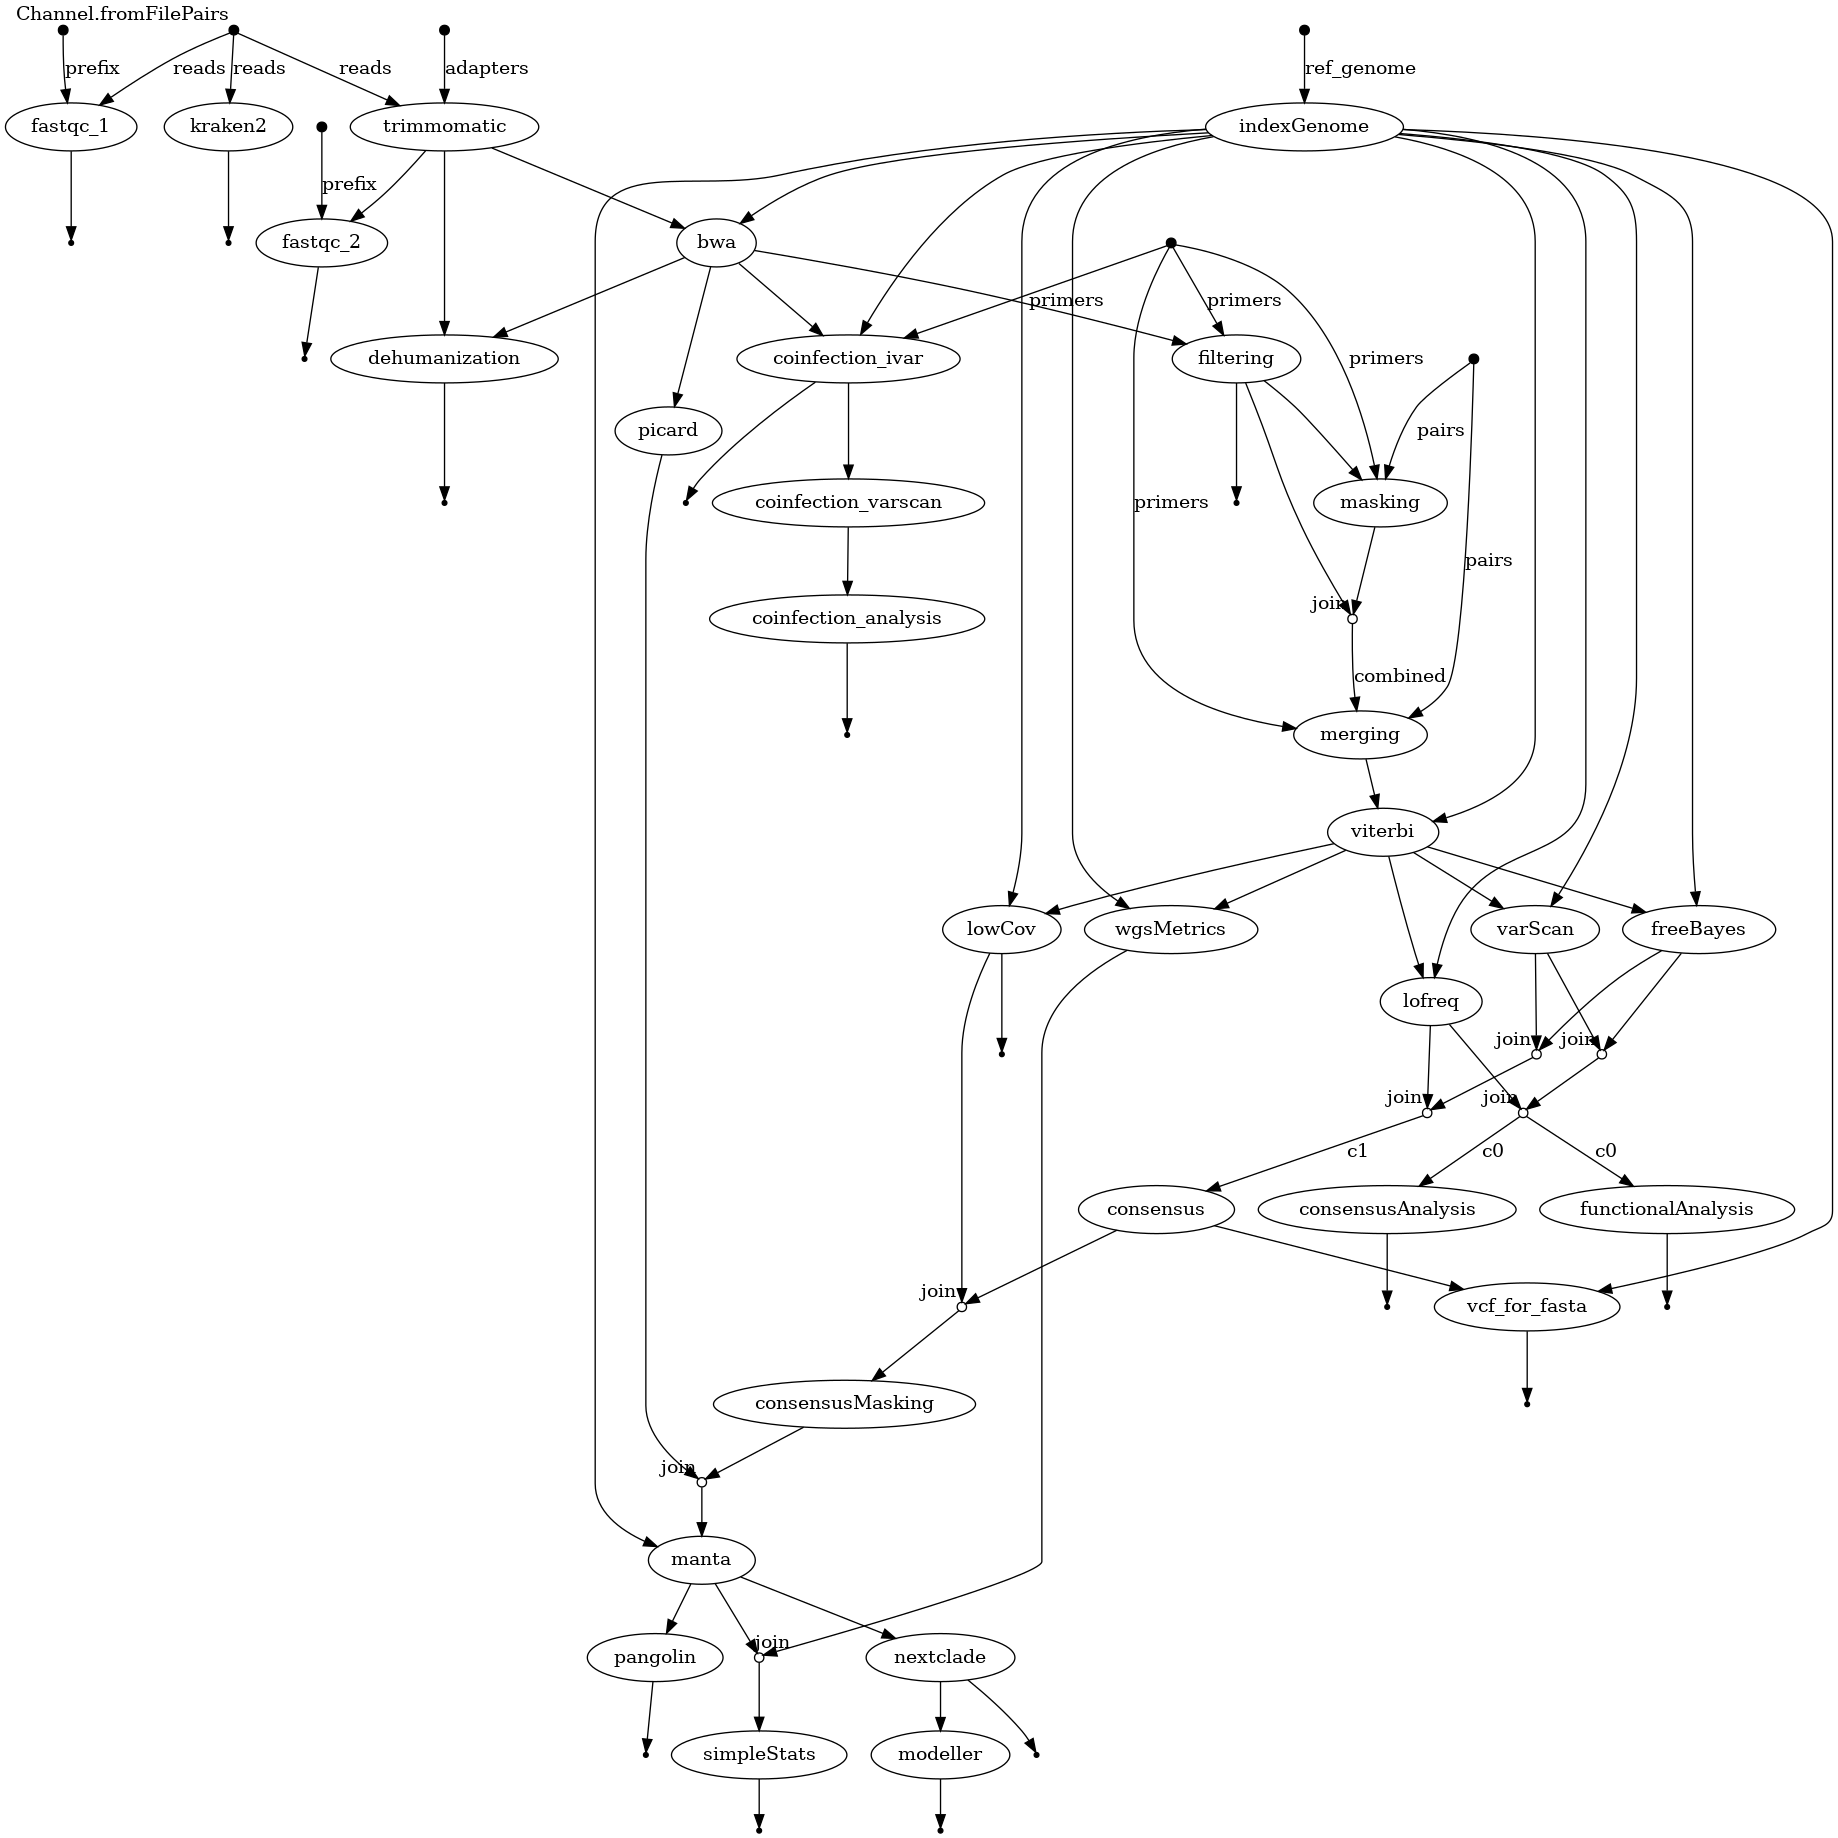 Channel.fromFilePairs
prefix
reads
reads
reads
adapters
ref_genome
fastqc_1
kraken2
trimmomatic
indexGenome
prefix
fastqc_2
bwa
primers
primers
dehumanization
coinfection_ivar
filtering
primers
picard
pairs
coinfection_varscan
primers
masking
pairs
join
coinfection_analysis
combined
merging
viterbi
lowCov
wgsMetrics
varScan
freeBayes
lofreq
join
join
join
join
c1
c0
c0
consensus
consensusAnalysis
functionalAnalysis
join
vcf_for_fasta
consensusMasking
join
manta
join
pangolin
nextclade
simpleStats
modeller